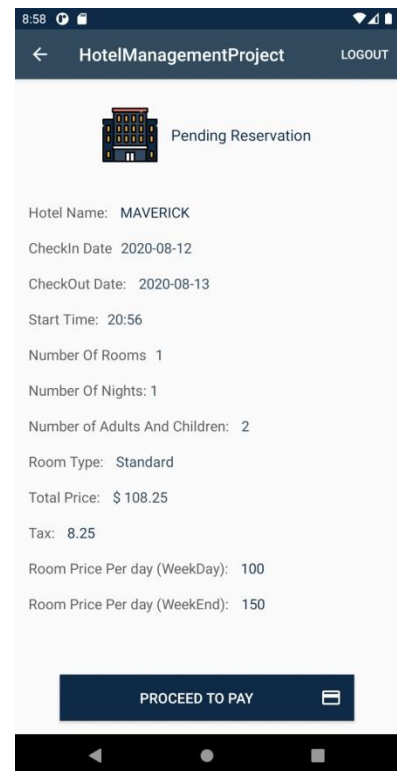 8:58
HotelManagementProject LOGOUT
Pending Reservation
Hotel Name: MAVERICK
CheckIn Date 2020-08-12
CheckOut Date: 2020-08-13
Start Time: 20:56
Number Of Rooms 1
Number Of Nights: 1
Number of Adults And Children: 2
Room Type: Standard
Total Price: $ 108.25
Tax: 8.25
Room Price Per day (WeekDay): 100
Room Price Per day (WeekEnd): 150
PROCEED TO PAY